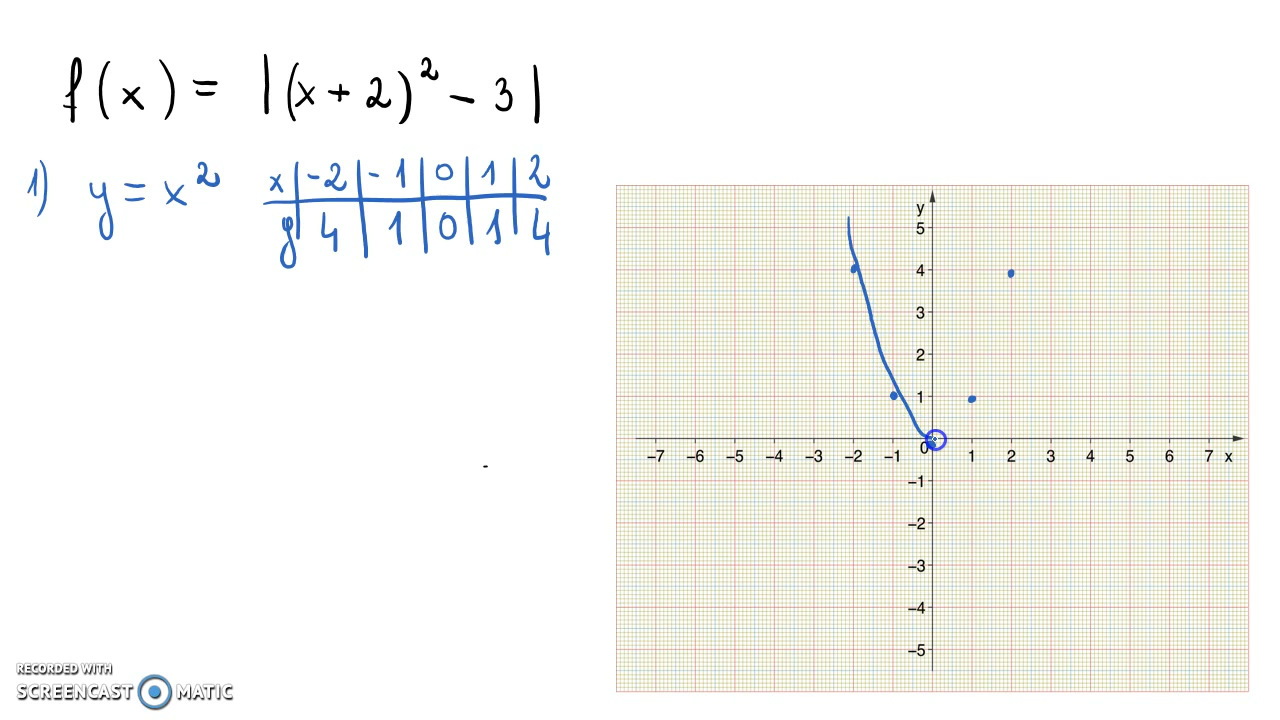 f(x) = |(x+2)² - 3|
1) y = x²
x | -2 | -1 | 0 | 1 | 2
y | 4 | 1 | 0 | 1 | 4
y
5
4
3
2
1
0
−7 −6 −5 −4 −3 −2 −1 1 2 3 4 5 6 7 x
−1
−2
−3
−4
−5
RECORDED WITH
SCREENCAST MATIC